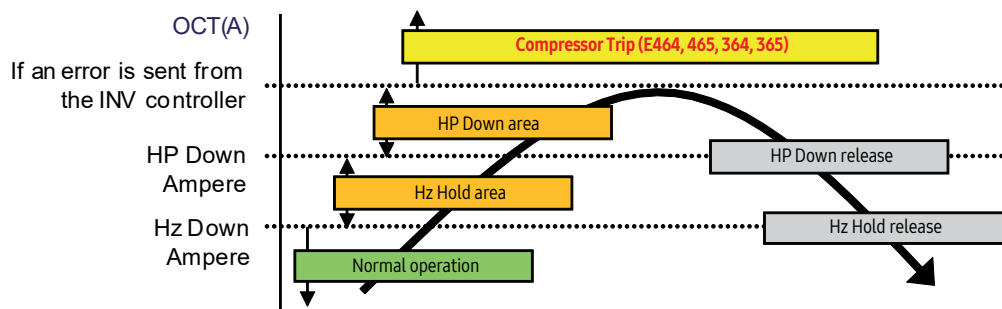 OCT(A)
Compressor Trip (E464, 465, 364, 365)
If an error is sent from
the INV controller
HP Down area
HP Down
Ampere
HP Down release
Hz Hold area
Hz Down
Ampere
Hz Hold release
Normal operation